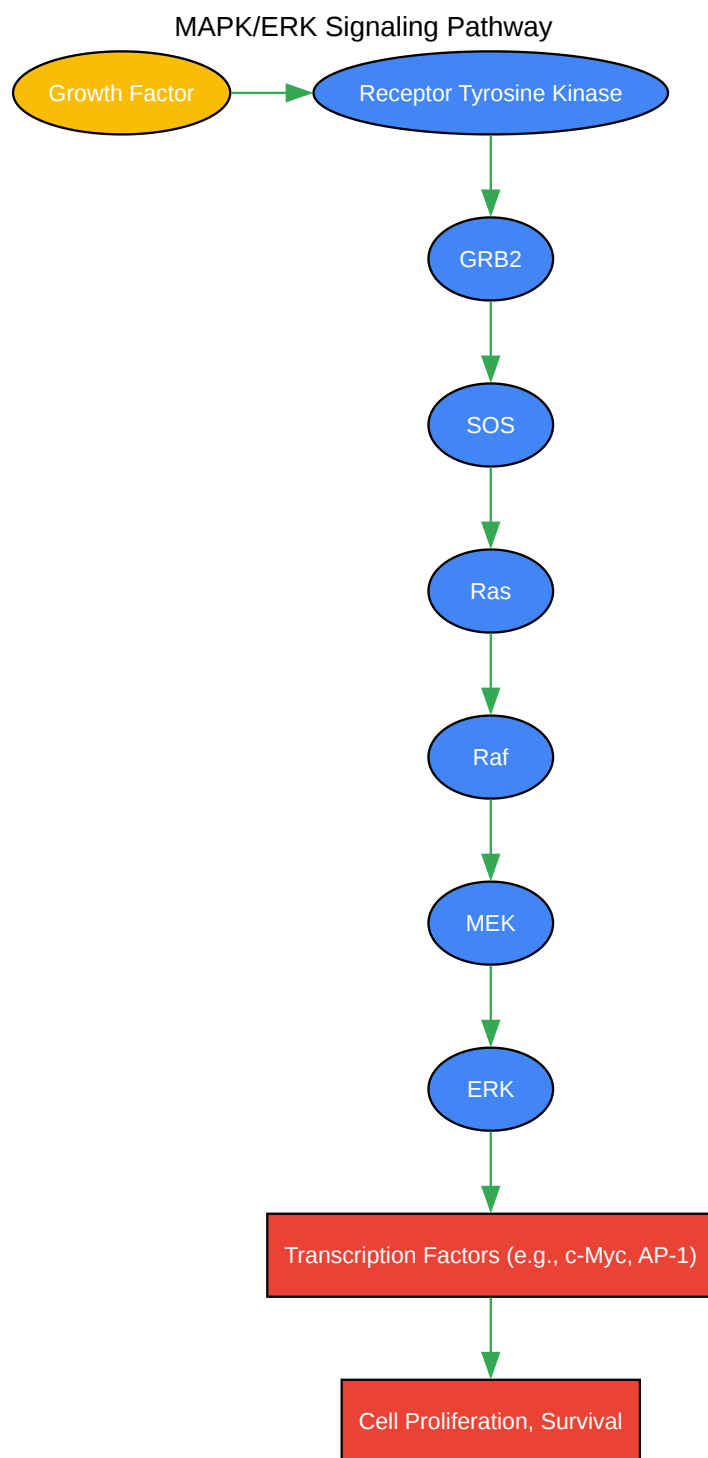 MAPK/ERK Signaling Pathway
Growth Factor
Receptor Tyrosine Kinase
GRB2
SOS
Ras
Raf
MEK
ERK
Transcription Factors (e.g., c-Myc, AP-1)
Cell Proliferation, Survival